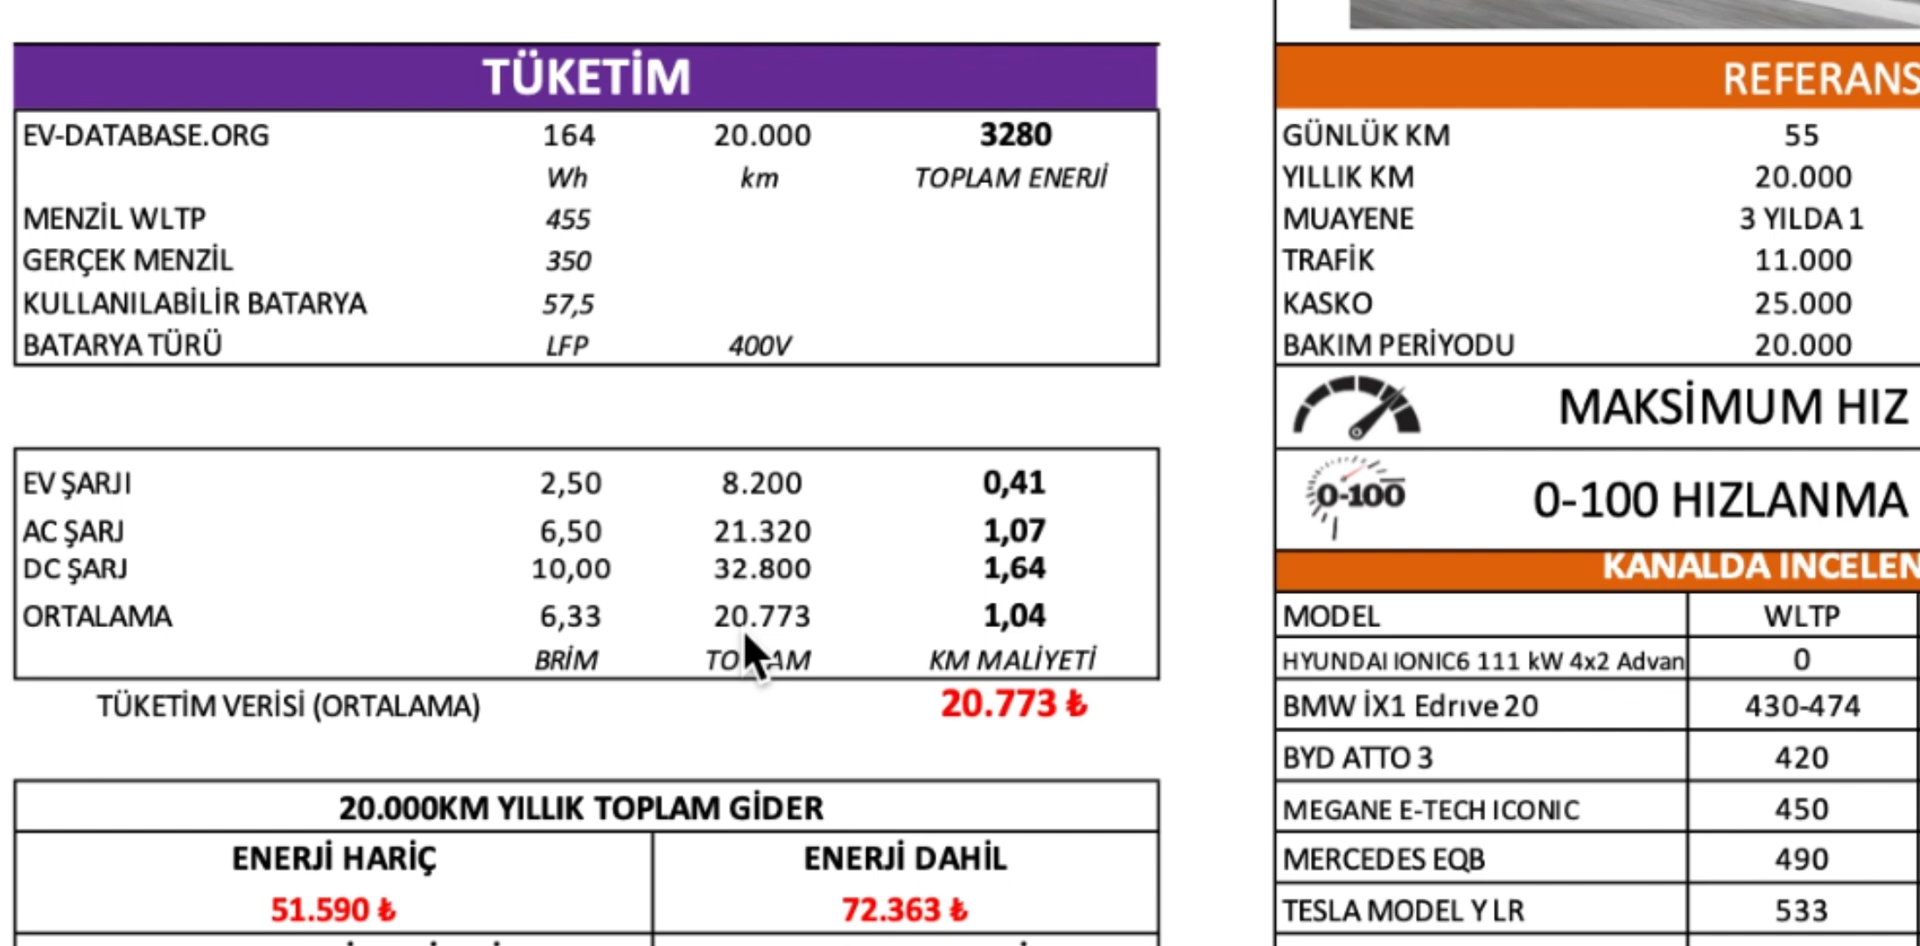 TÜKETİM
EV-DATABASE.ORG 164 20.000 3280
Wh km TOPLAM ENERJİ
MENZİL WLTP 455
GERÇEK MENZİL 350
KULLANILABİLİR BATARYA 57,5
BATARYA TÜRÜ LFP 400V
EV ŞARJI 2,50 8.200 0,41
AC ŞARJ 6,50 21.320 1,07
DC ŞARJ 10,00 32.800 1,64
ORTALAMA 6,33 20.773 1,04
BRİM KM MALİYETİ
TÜKETİM VERİSİ (ORTALAMA) 20.773 ₺
20.000KM YILLIK TOPLAM GİDER
ENERJİ HARİÇ ENERJİ DAHİL
51.590 ₺ 72.363 ₺
REFERANS
GÜNLÜK KM 55
YILLIK KM 20.000
MUAYENE 3 YILDA 1
TRAFİK 11.000
KASKO 25.000
BAKIM PERİYODU 20.000
MAKSİMUM HIZ
0-100 0-100 HIZLANMA
KANALDA İNCELEN
MODEL WLTP
HYUNDAI IONIC6 111 kW 4x2 Advan 0
BMW İX1 Edrıve 20 430-474
BYD ATTO 3 420
MEGANE E-TECH ICONIC 450
MERCEDES EQB 490
TESLA MODEL Y LR 533